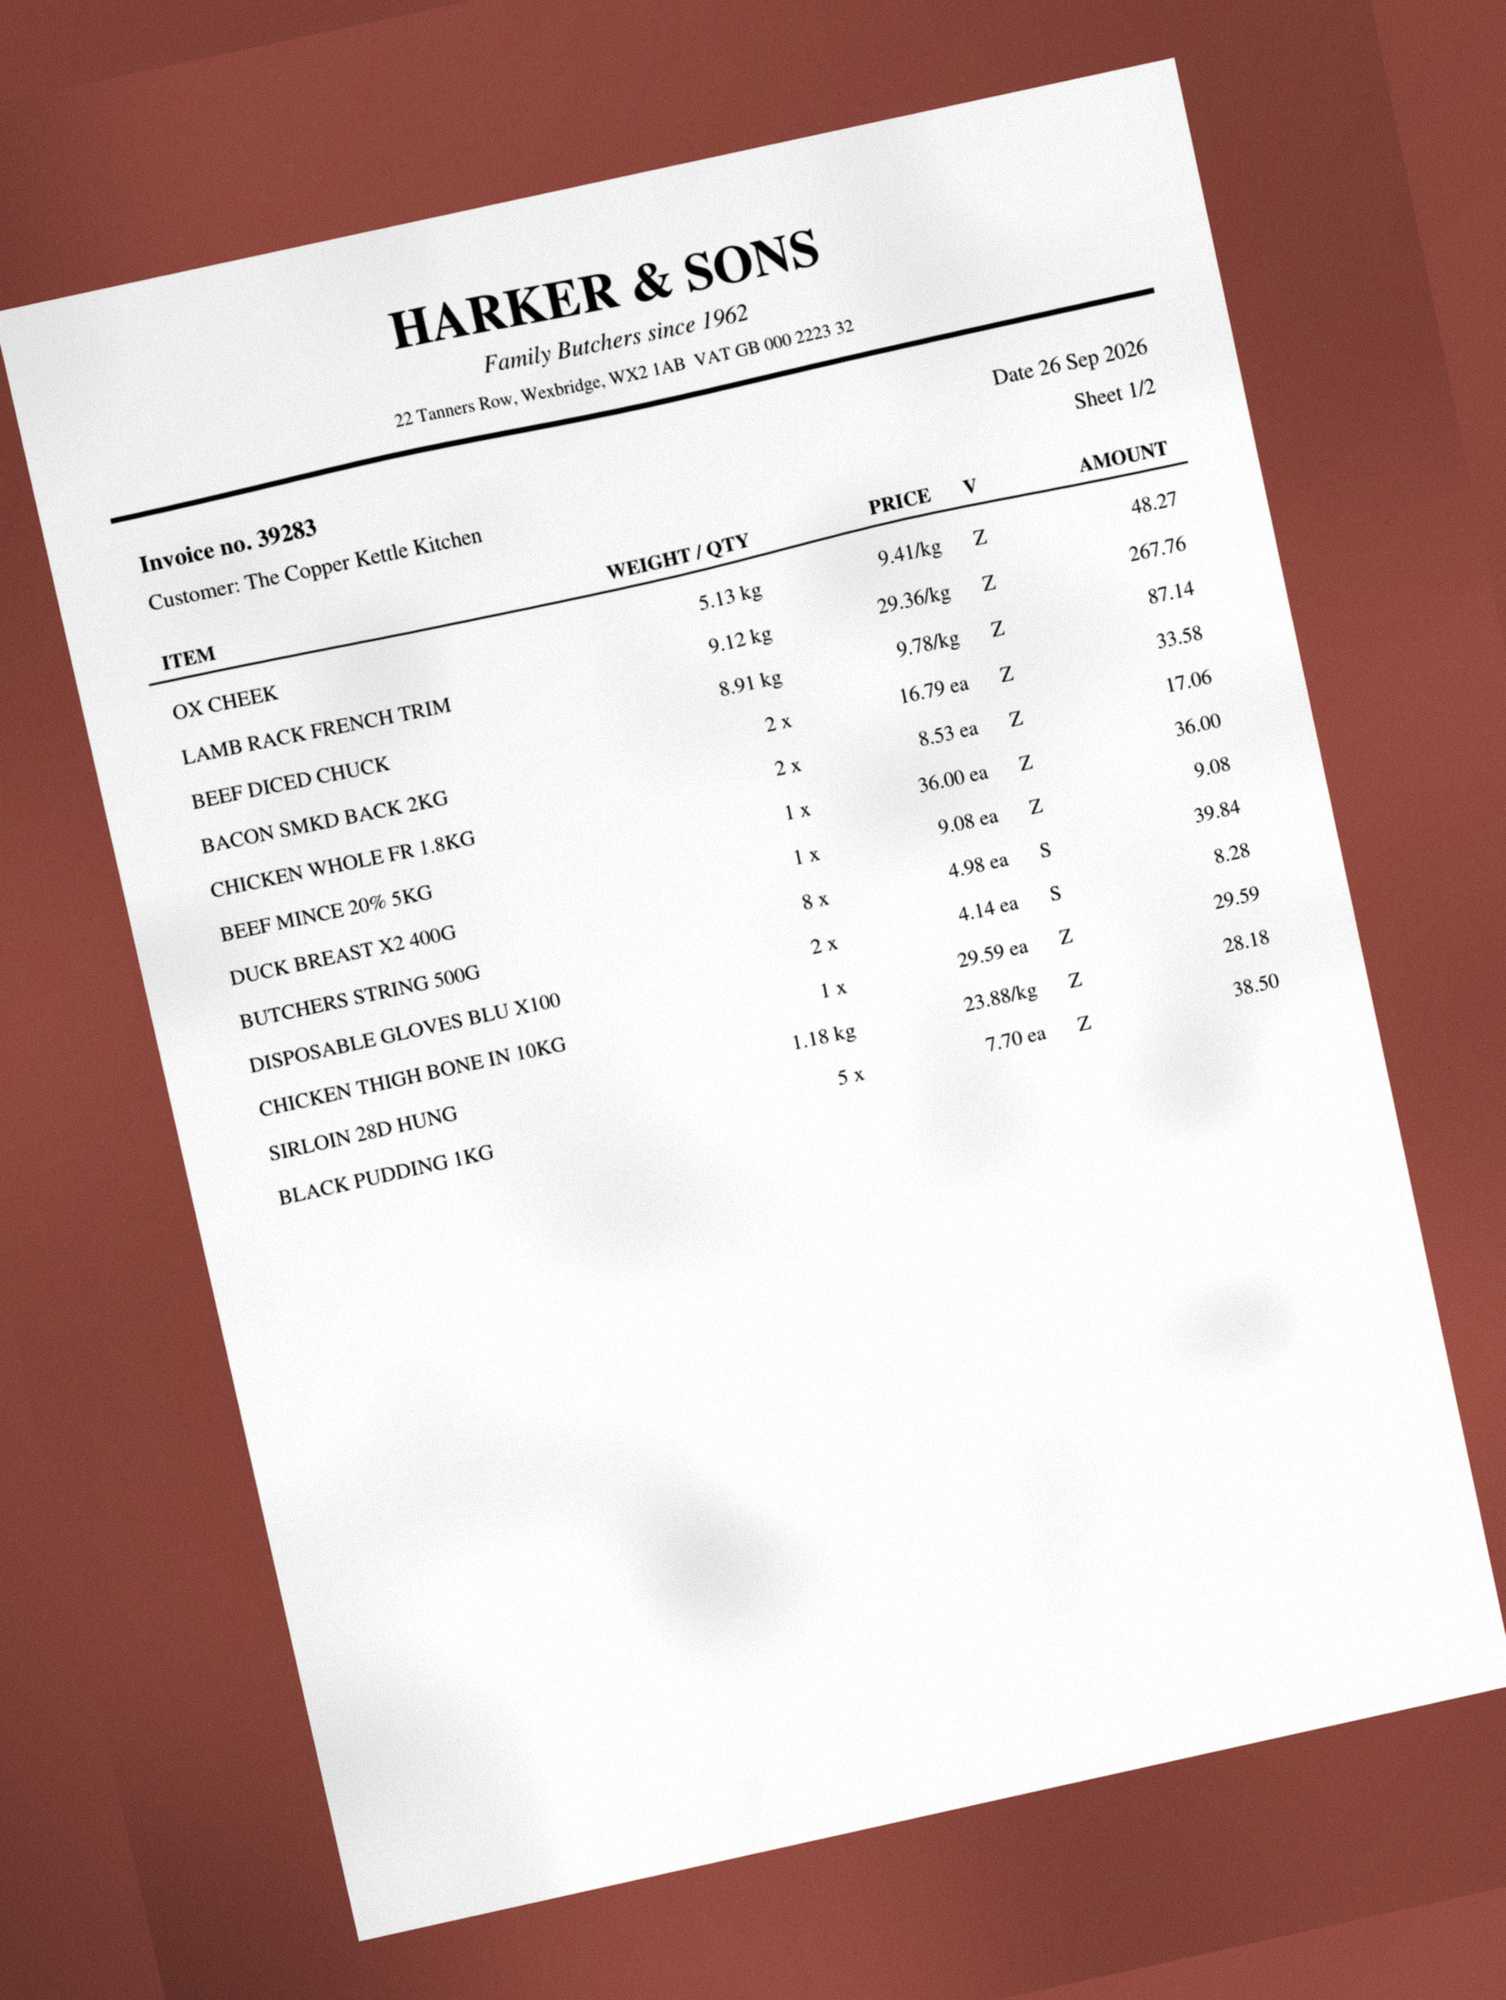 HARKER & SONS
Family Butchers since 1962
22 Tanners Row, Wexbridge, WX2 1AB VAT GB 000 2223 32
Invoice no. 39283 Date 26 Sep 2026
Customer: The Copper Kettle Kitchen Sheet 1/2
ITEM WEIGHT / QTY PRICE V AMOUNT
OX CHEEK 5.13 kg 9.41/kg Z 48.27
LAMB RACK FRENCH TRIM 9.12 kg 29.36/kg Z 267.76
BEEF DICED CHUCK 8.91 kg 9.78/kg Z 87.14
BACON SMKD BACK 2KG 2 x 16.79 ea Z 33.58
CHICKEN WHOLE FR 1.8KG 2 x 8.53 ea Z 17.06
BEEF MINCE 20% 5KG 1 x 36.00 ea Z 36.00
DUCK BREAST X2 400G 1 x 9.08 ea Z 9.08
BUTCHERS STRING 500G 8 x 4.98 ea S 39.84
DISPOSABLE GLOVES BLU X100 2 x 4.14 ea S 8.28
CHICKEN THIGH BONE IN 10KG 1 x 29.59 ea Z 29.59
SIRLOIN 28D HUNG 1.18 kg 23.88/kg Z 28.18
BLACK PUDDING 1KG 5 x 7.70 ea Z 38.50